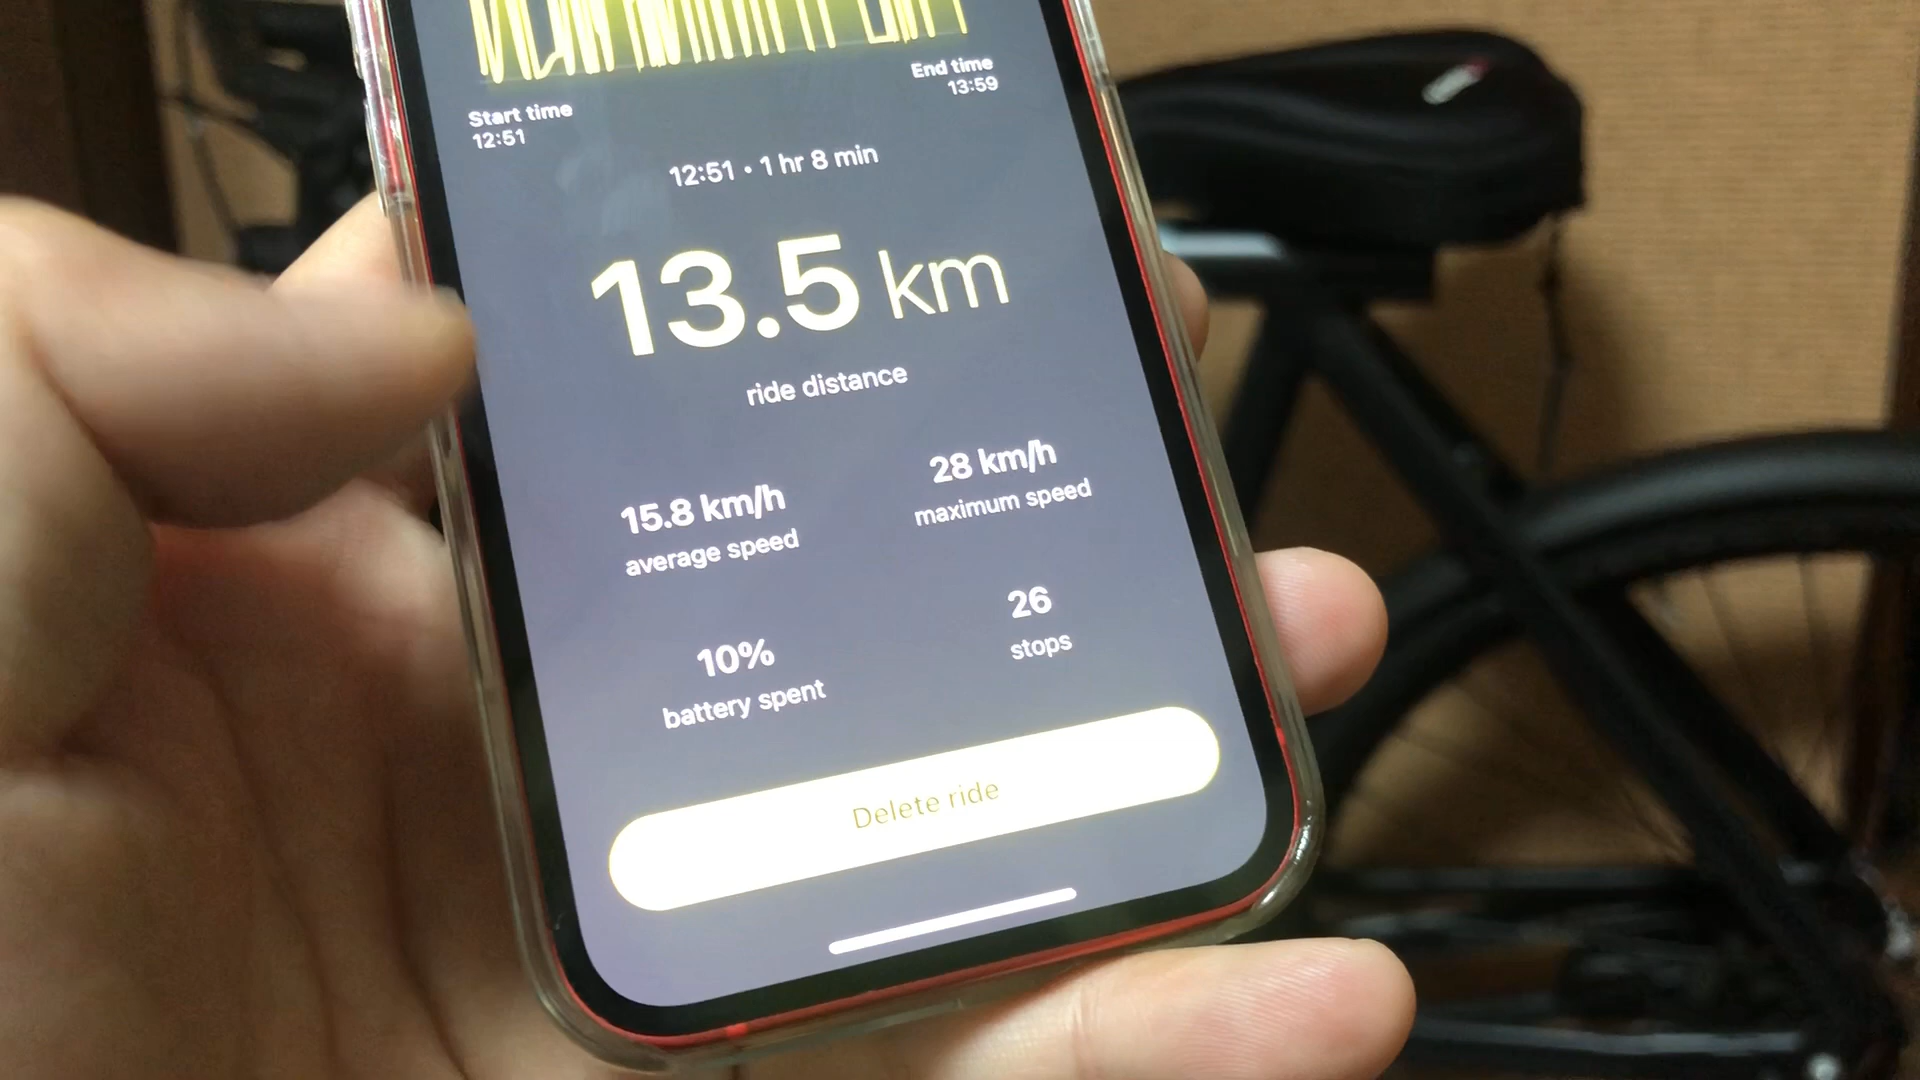 Start time
12:51
End time
13:59
12:51 • 1 hr 8 min
13.5 km
ride distance
15.8 km/h
average speed
28 km/h
maximum speed
10%
battery spent
26
stops
Delete ride